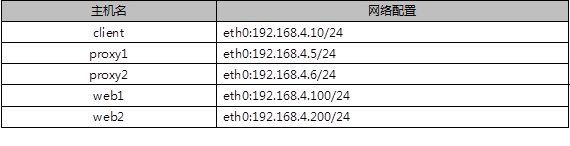 主机名 网络配置
client eth0:192.168.4.10/24
proxy1 eth0:192.168.4.5/24
proxy2 eth0:192.168.4.6/24
web1 eth0:192.168.4.100/24
web2 eth0:192.168.4.200/24